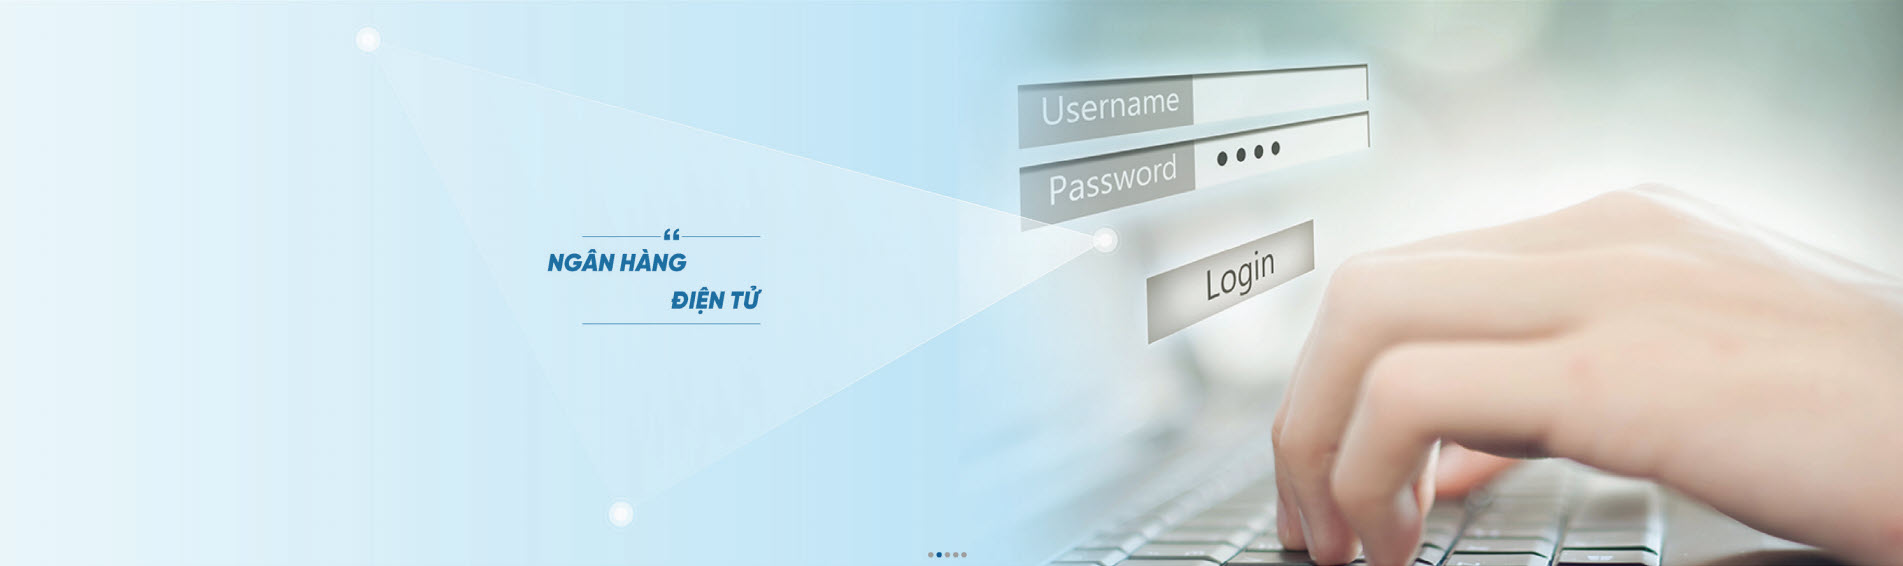 “
NGÂN HÀNG
ĐIỆN TỬ
Username
Password ●●●●
Login